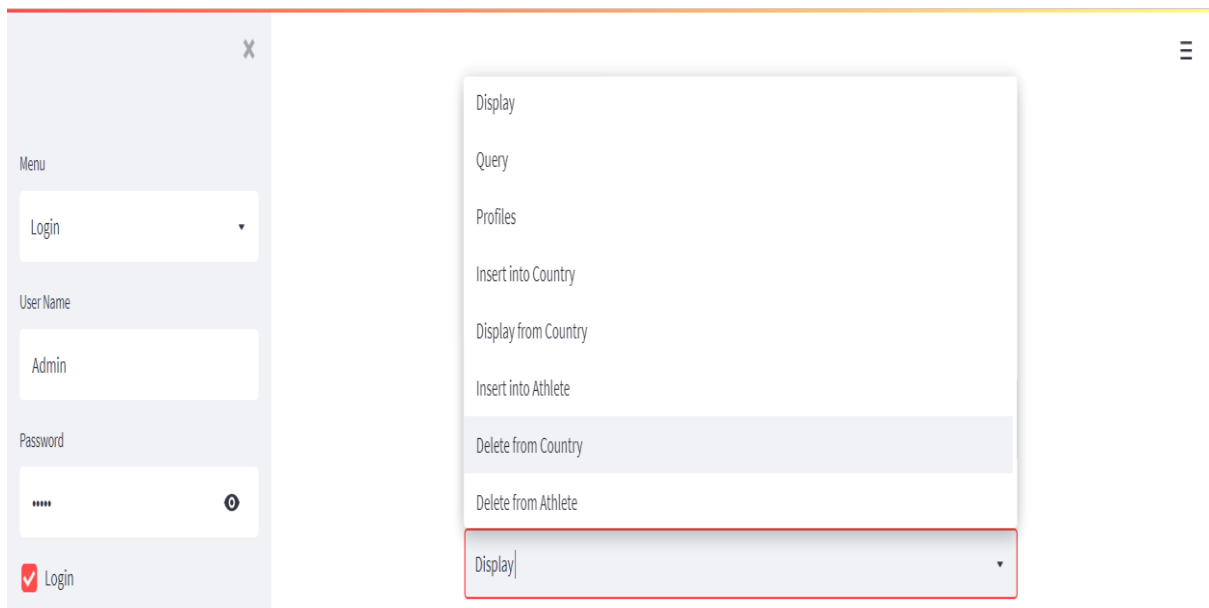 Menu
Login
User Name
Admin
Password
•••••
Login
Display
Query
Profiles
Insert into Country
Display from Country
Insert into Athlete
Delete from Country
Delete from Athlete
Display